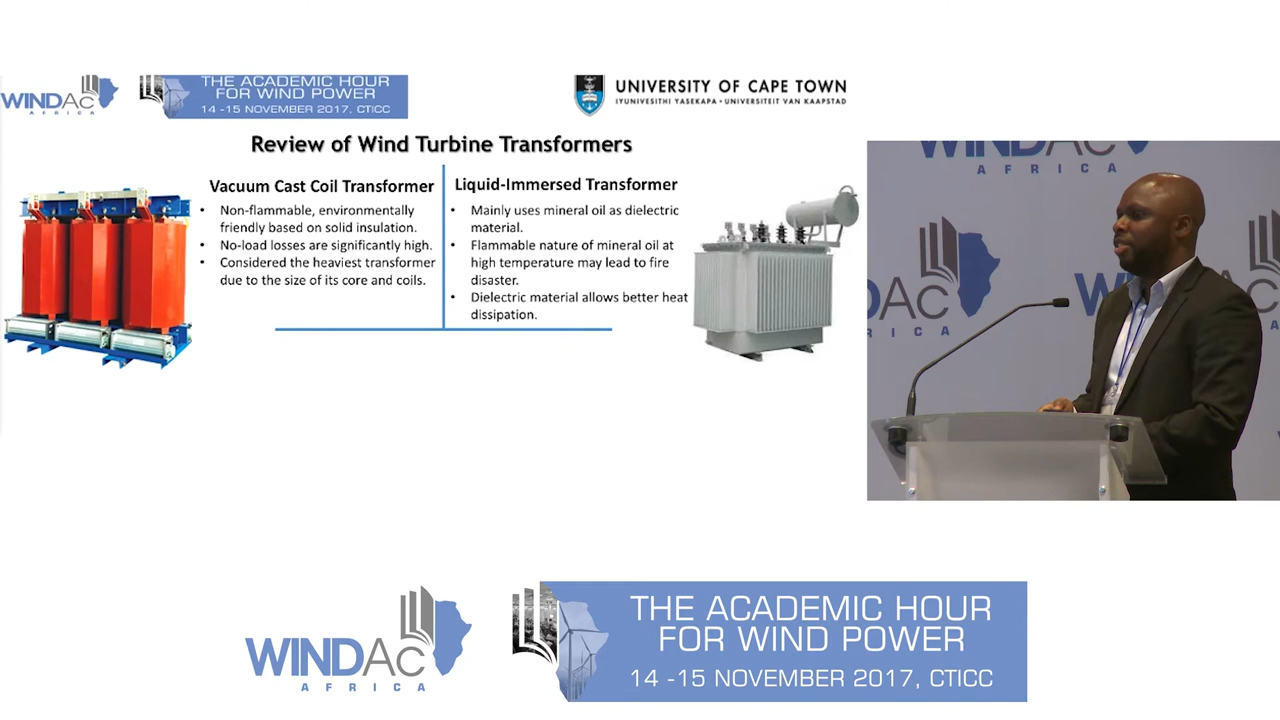 WINDAC
AFRICA
THE ACADEMIC HOUR
FOR WIND POWER
14 -15 NOVEMBER 2017, CTICC
UNIVERSITY OF CAPE TOWN
IYUNIVESITHI YASEKAPA • UNIVERSITEIT VAN KAAPSTAD
Review of Wind Turbine Transformers
Vacuum Cast Coil Transformer
• Non-flammable, environmentally
friendly based on solid insulation.
• No-load losses are significantly high.
• Considered the heaviest transformer
due to the size of its core and coils.
Liquid-Immersed Transformer
• Mainly uses mineral oil as dielectric
material.
• Flammable nature of mineral oil at
high temperature may lead to fire
disaster.
• Dielectric material allows better heat
dissipation.
WINDAC
AFRICA
DAC
RICA
W
A
WINDAC
AFRICA
THE ACADEMIC HOUR
FOR WIND POWER
14 -15 NOVEMBER 2017, CTICC